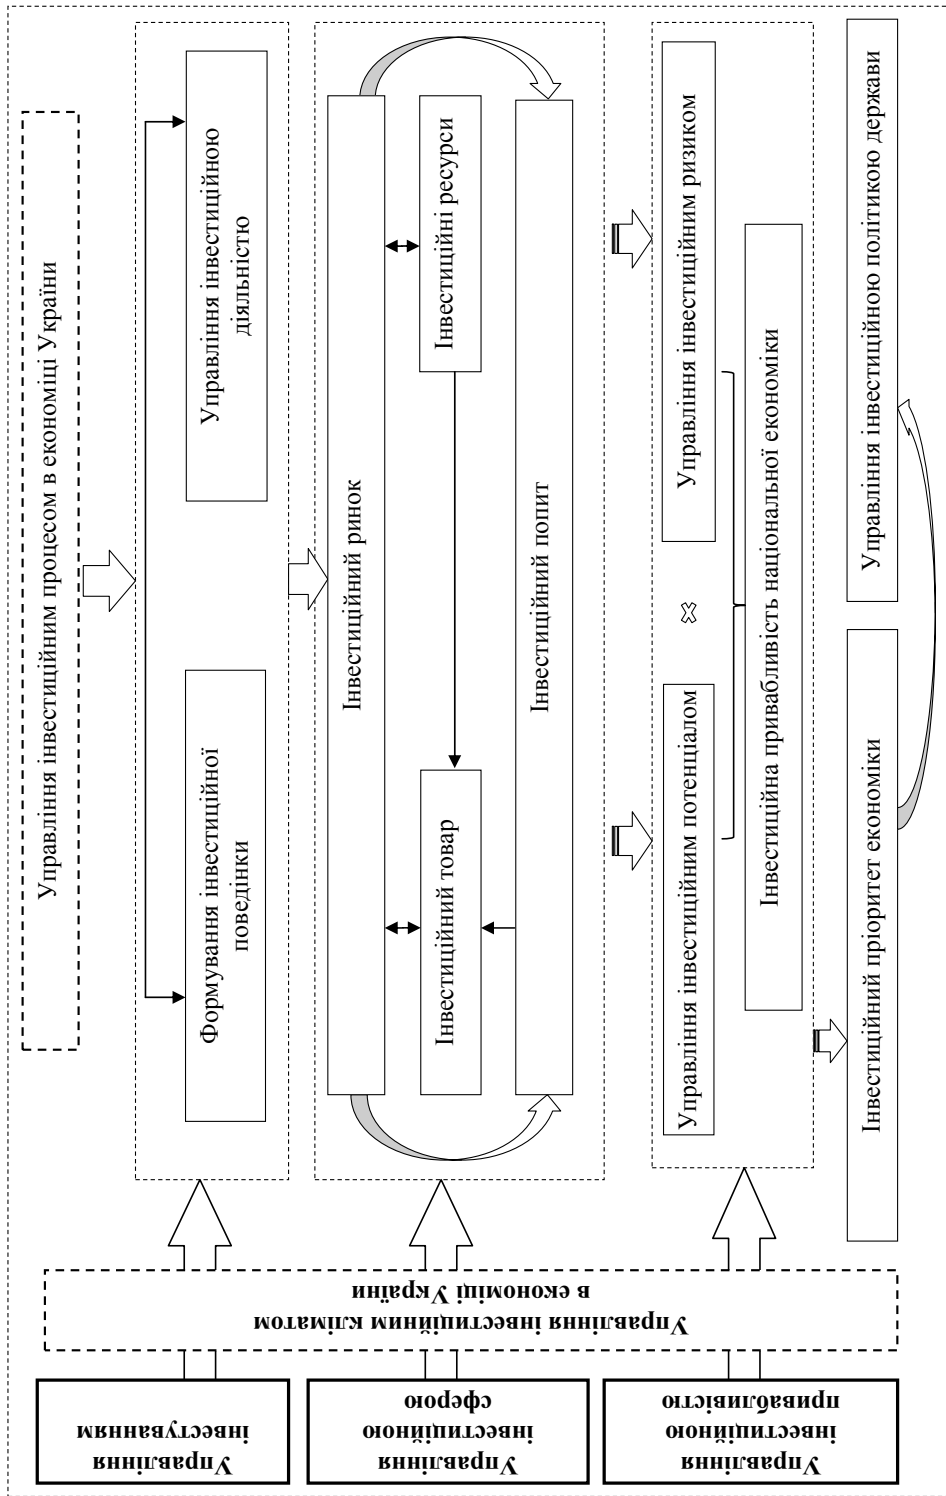 Управління інвестиційним процесом в економіці України
Управління
інвестуванням
Формування інвестиційної
поведінки
Управління інвестиційною
діяльністю
Управління
інвестиційною
сферою
Управління інвестиційним кліматом
в економіці України
Інвестиційний ринок
Інвестиційний товар
Інвестиційні ресурси
Інвестиційний попит
Управління
інвестиційною
привабливістю
Управління інвестиційним потенціалом
Управління інвестиційним ризиком
Інвестиційна привабливість національної економіки
Інвестиційний пріоритет економіки
Управління інвестиційною політикою держави